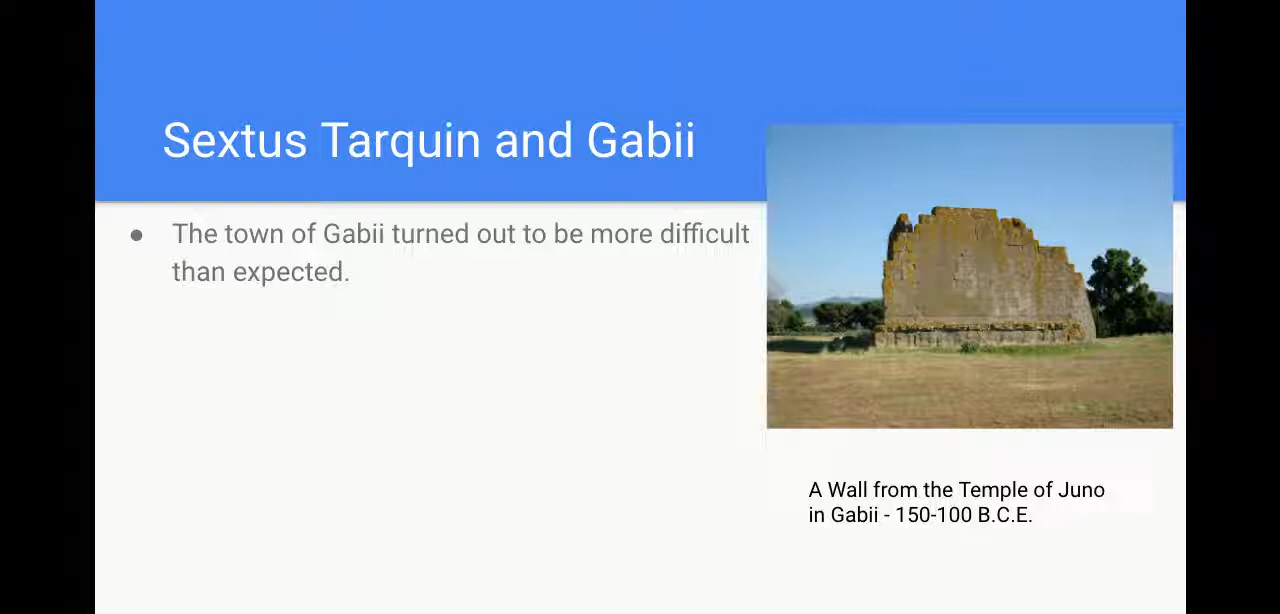 Sextus Tarquin and Gabii
● The town of Gabii turned out to be more difficult
than expected.
A Wall from the Temple of Juno
in Gabii - 150-100 B.C.E.